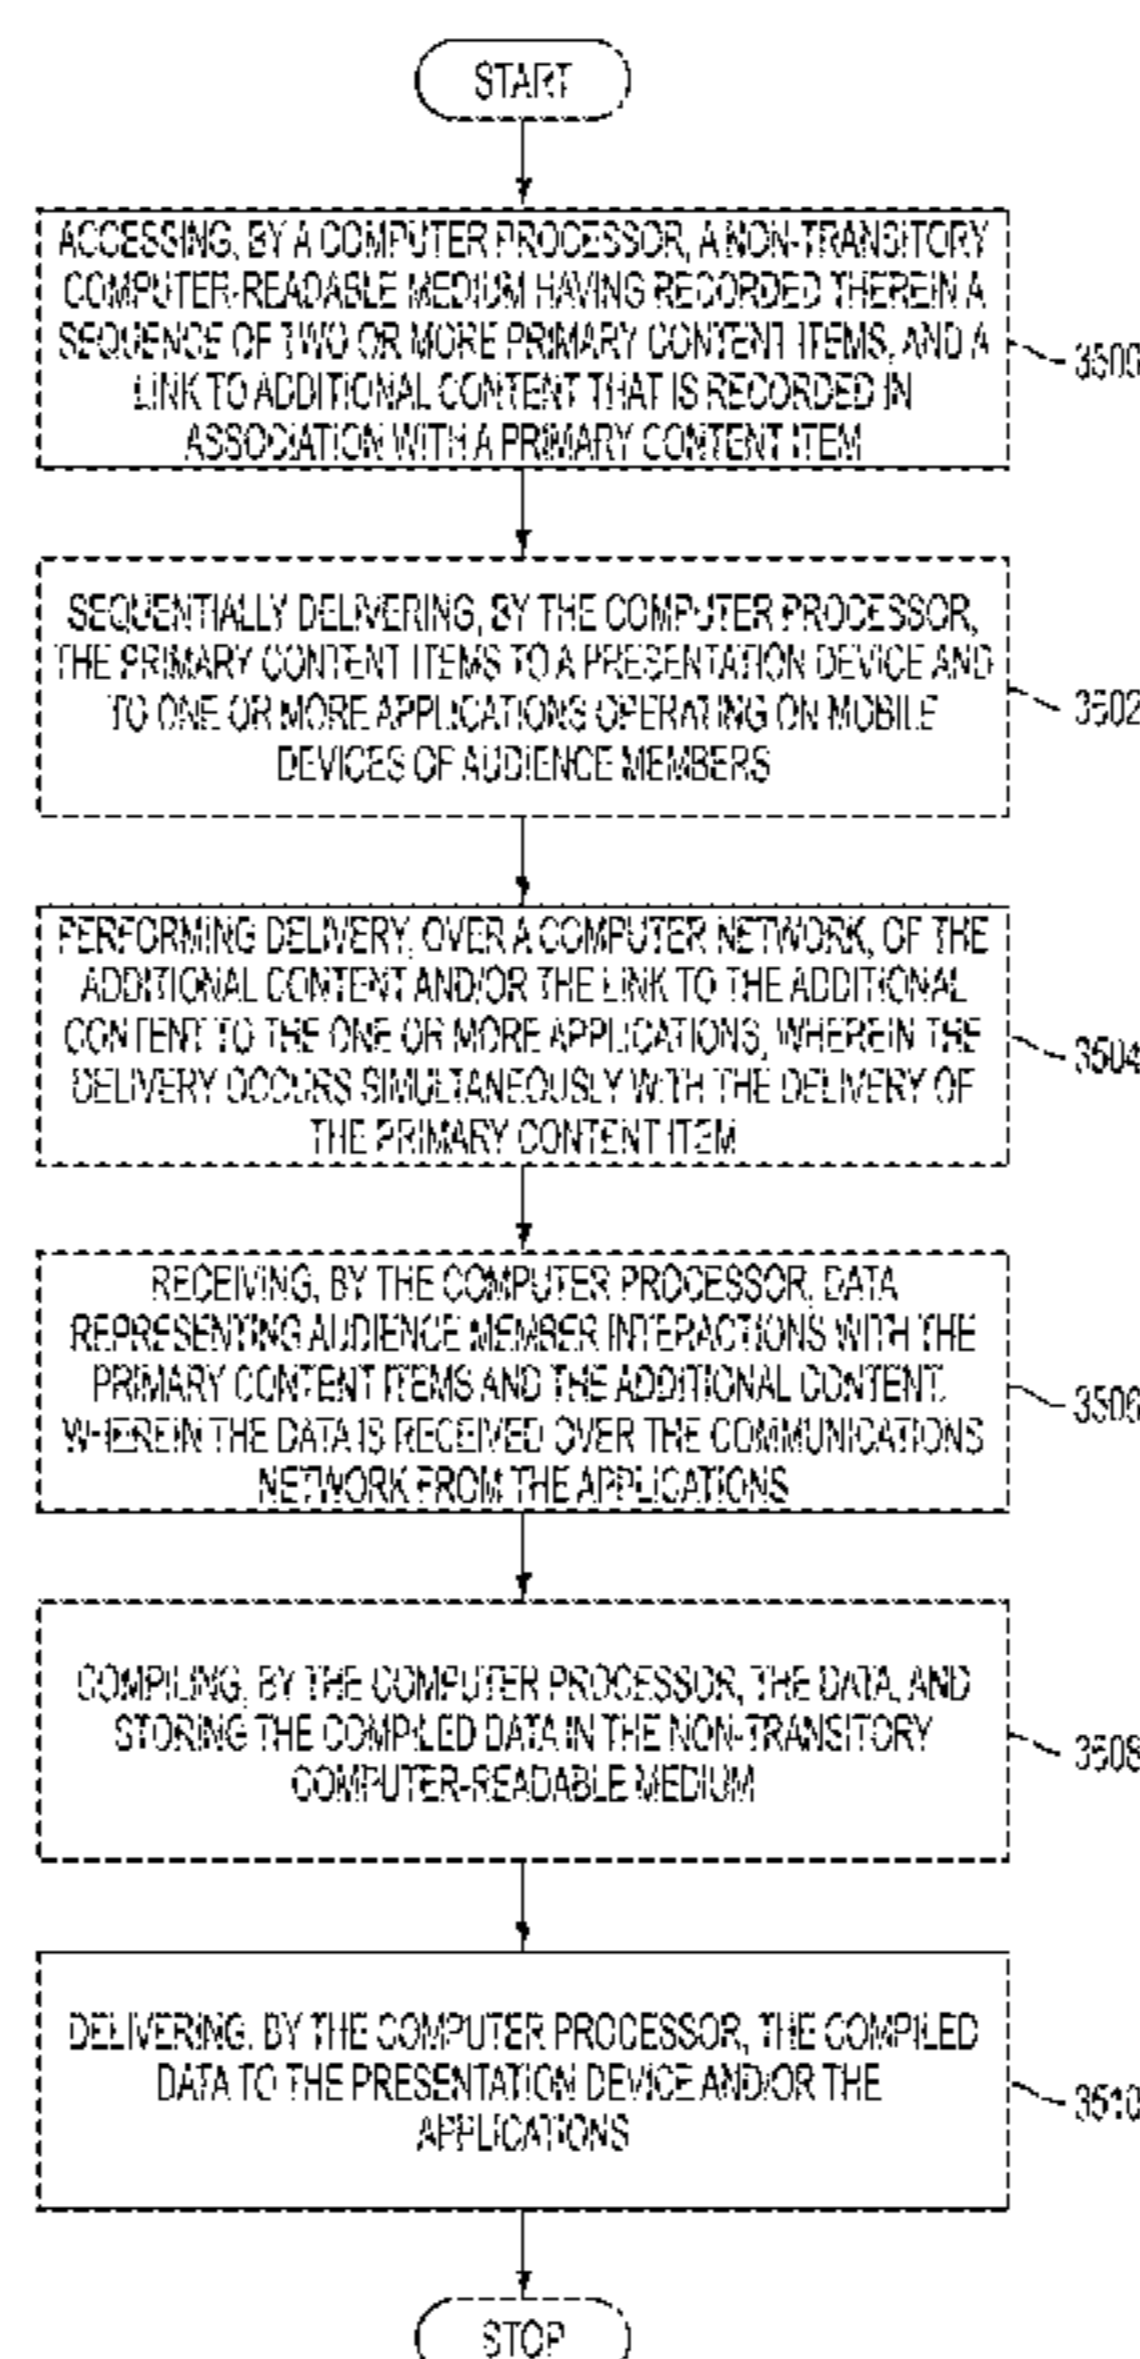 START
ACCESSING, BY A COMPUTER PROCESSOR, A NON-TRANSITORY
COMPUTER-READABLE MEDIUM HAVING RECORDED THEREIN A
SEQUENCE OF TWO OR MORE PRIMARY CONTENT ITEMS, AND A
LINK TO ADDITIONAL CONTENT THAT IS RECORDED IN
ASSOCIATION WITH A PRIMARY CONTENT ITEM
3500
SEQUENTIALLY DELIVERING, BY THE COMPUTER PROCESSOR,
THE PRIMARY CONTENT ITEMS TO A PRESENTATION DEVICE AND
TO ONE OR MORE APPLICATIONS OPERATING ON MOBILE
DEVICES OF AUDIENCE MEMBERS
3502
PERFORMING DELIVERY, OVER A COMPUTER NETWORK, OF THE
ADDITIONAL CONTENT AND/OR THE LINK TO THE ADDITIONAL
CONTENT TO THE ONE OR MORE APPLICATIONS, WHEREIN THE
DELIVERY OCCURS SIMULTANEOUSLY WITH THE DELIVERY OF
THE PRIMARY CONTENT ITEM
3504
RECEIVING, BY THE COMPUTER PROCESSOR, DATA
REPRESENTING AUDIENCE MEMBER INTERACTIONS WITH THE
PRIMARY CONTENT ITEMS AND THE ADDITIONAL CONTENT,
WHEREIN THE DATA IS RECEIVED OVER THE COMMUNICATIONS
NETWORK FROM THE APPLICATIONS
3506
COMPILING, BY THE COMPUTER PROCESSOR, THE DATA, AND
STORING THE COMPILED DATA IN THE NON-TRANSITORY
COMPUTER-READABLE MEDIUM
3508
DELIVERING, BY THE COMPUTER PROCESSOR, THE COMPILED
DATA TO THE PRESENTATION DEVICE AND/OR THE
APPLICATIONS
3510
STOP